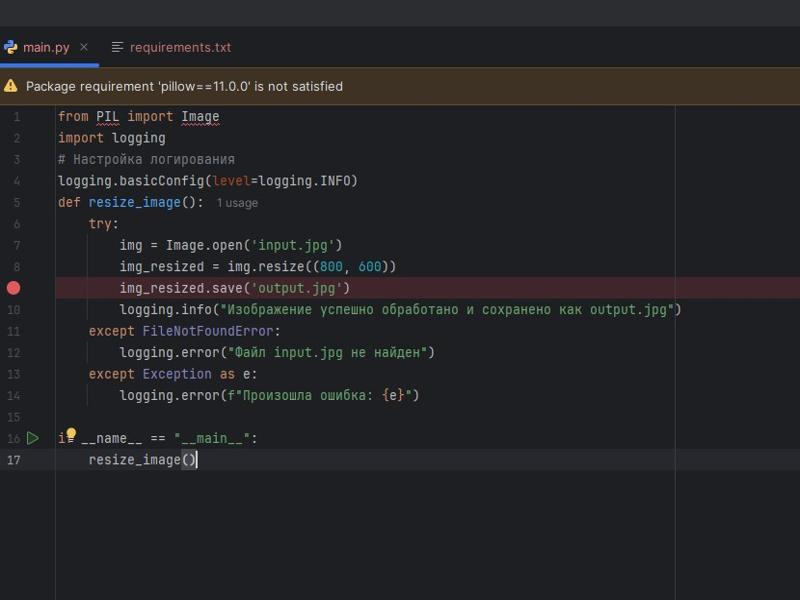 main.py
requirements.txt
Package requirement 'pillow==11.0.0' is not satisfied
1 from PIL import Image
2 import logging
3 # Настройка логирования
4 logging.basicConfig(level=logging.INFO)
5 def resize_image(): 1 usage
6 try:
7 img = Image.open('input.jpg')
8 img_resized = img.resize((800, 600))
img_resized.save('output.jpg')
10 logging.info("Изображение успешно обработано и сохранено как output.jpg")
11 except FileNotFoundError:
12 logging.error("Файл input.jpg не найден")
13 except Exception as e:
14 logging.error(f"Произошла ошибка: {e}")
15
16 if __name__ == "__main__":
17 resize_image()